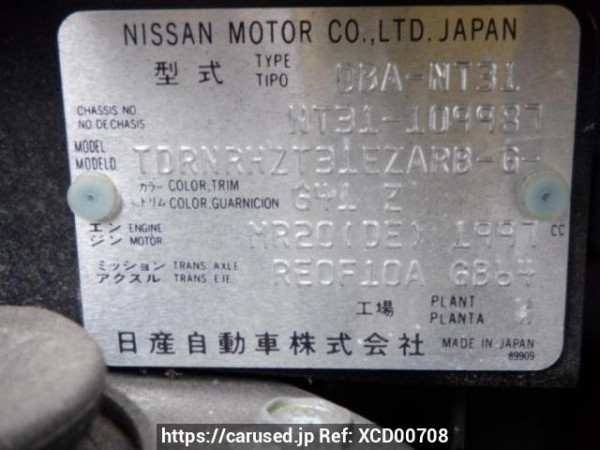 NISSAN MOTOR CO.,LTD. JAPAN
型式 TYPE TIPO DBA-NT31
CHASSIS NO. NO.DE CHASIS NT31-109987
MODEL MODELO TDRNRHZT31EZARB-G-
カラー COLOR,TRIM トリム COLOR,GUARNICION GY1 Z
エンジン ENGINE MOTOR MR20(DE) 1997 CC
ミッション TRANS. AXLE アクスル TRANS. EJE RE0F10A GB64
工場 PLANT PLANTA
日産自動車株式会社 MADE IN JAPAN
89909
https://carused.jp Ref: XCD00708